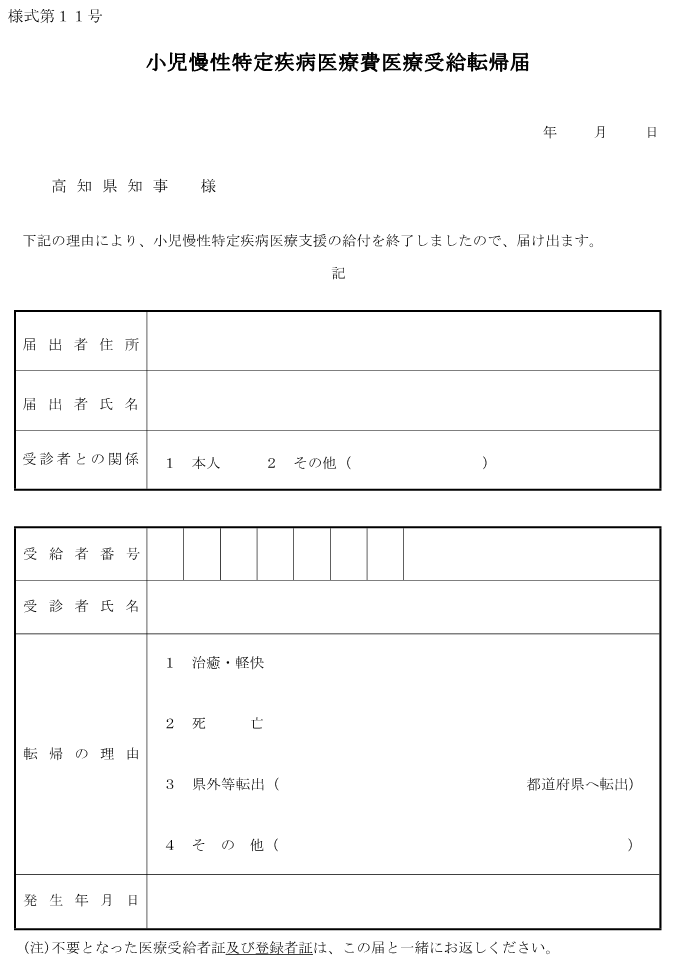 様式第１１号
小児慢性特定疾病医療費医療受給転帰届
年　　月　　日
高知県知事　様
下記の理由により、小児慢性特定疾病医療支援の給付を終了しましたので、届け出ます。
記
届出者住所
届出者氏名
受診者との関係　１　本人　　２　その他（　　　　　）
受給者番号
受診者氏名
転帰の理由
１　治癒・軽快
２　死　　亡
３　県外等転出（　　　　　都道府県へ転出）
４　そ　の　他（　　　　　）
発生年月日
(注)不要となった医療受給者証及び登録者証は、この届と一緒にお返しください。